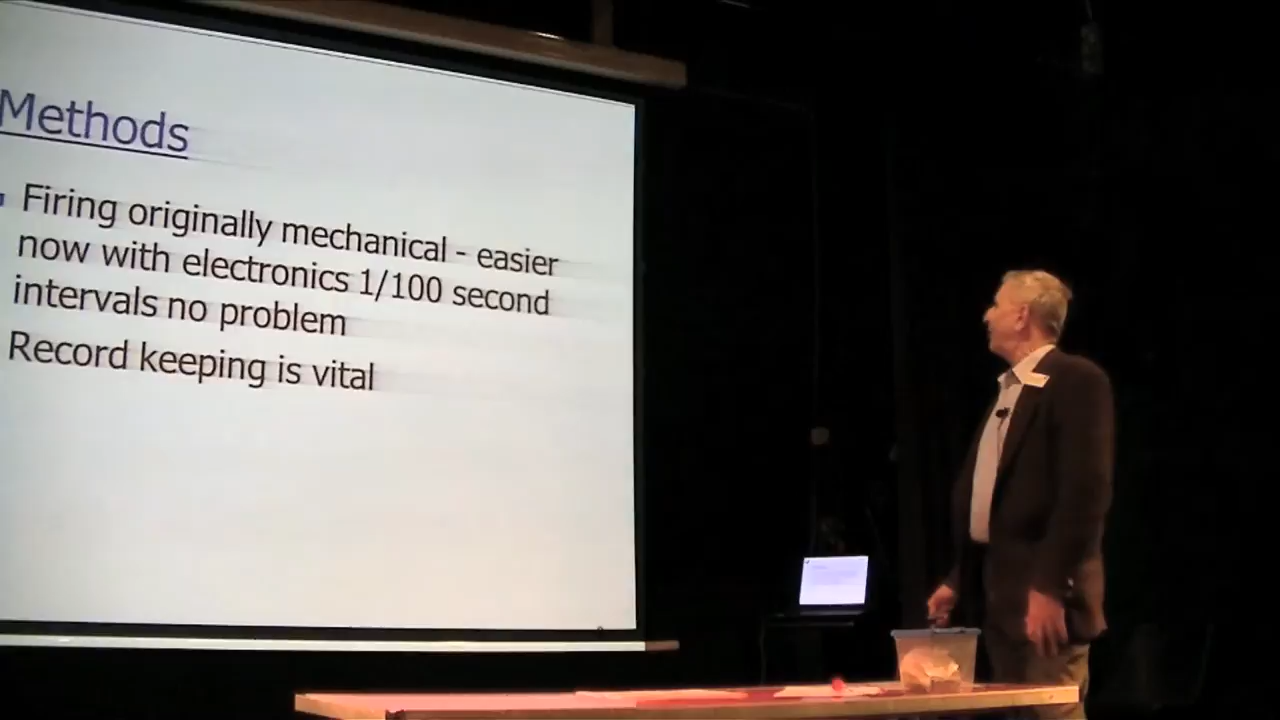 Methods
Firing originally mechanical - easier
now with electronics 1/100 second
intervals no problem
Record keeping is vital